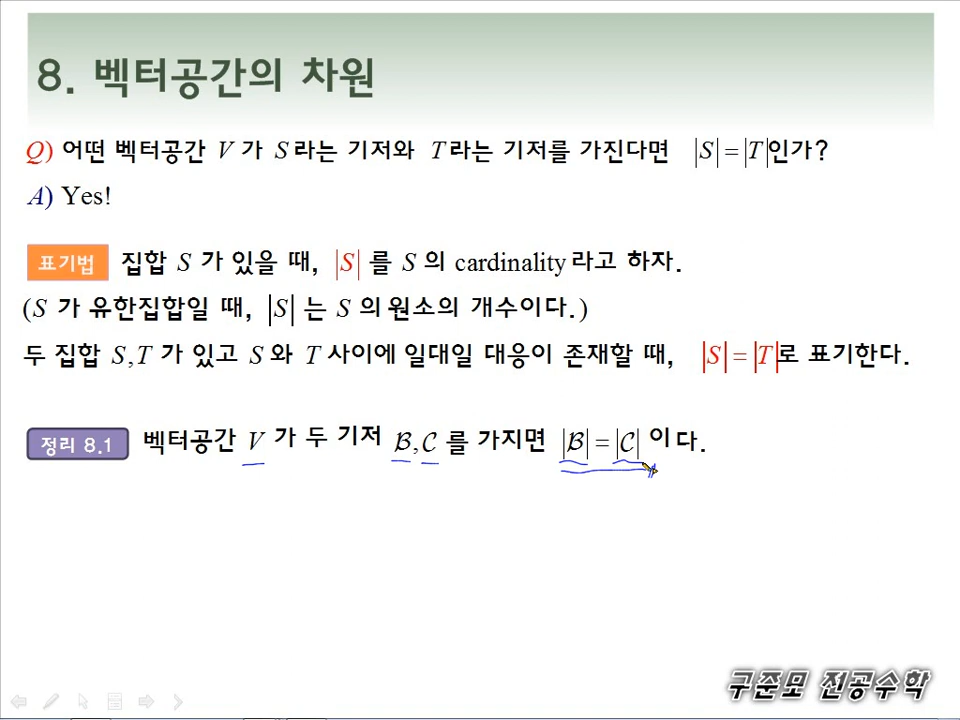 8. 벡터공간의 차원
Q) 어떤 벡터공간 V 가 S 라는 기저와 T 라는 기저를 가진다면 |S| = |T| 인가?
A) Yes!
표기법 집합 S 가 있을 때, |S| 를 S 의 cardinality 라고 하자.
(S 가 유한집합일 때, |S| 는 S 의 원소의 개수이다.)
두 집합 S, T 가 있고 S 와 T 사이에 일대일 대응이 존재할 때, |S| = |T| 로 표기한다.
정리 8.1 벡터공간 V 가 두 기저 ℬ, 𝒞 를 가지면 |ℬ| = |𝒞| 이다.
구준모 전공수학